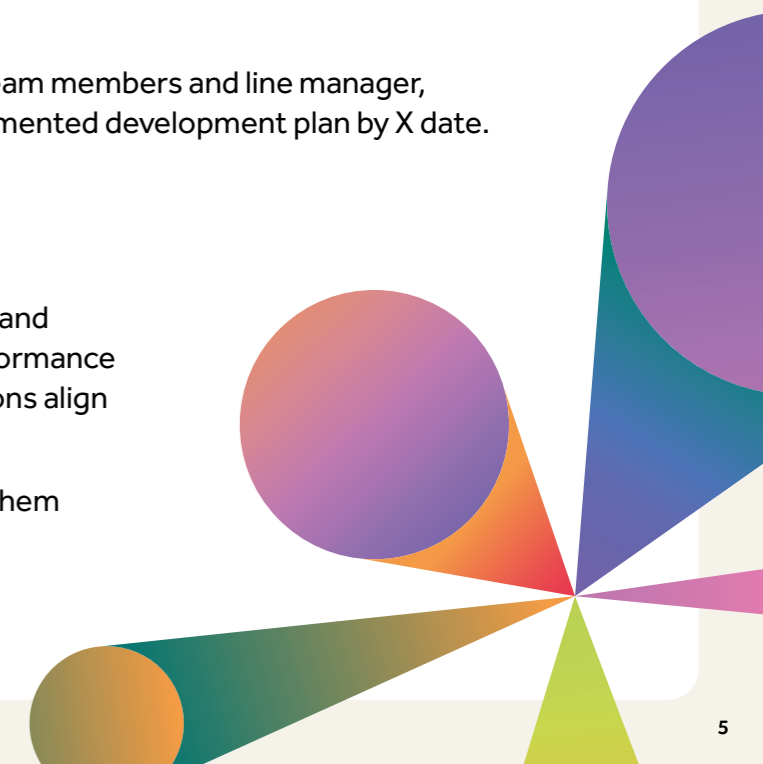 am members and line manager,
mented development plan by X date.
and
ormance
ons align
hem
5